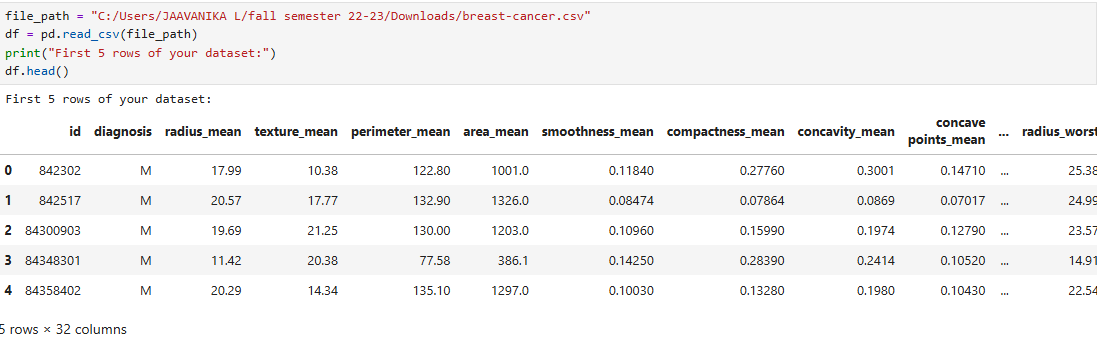 file_path = "C:/Users/JAAVANIKA L/fall semester 22-23/Downloads/breast-cancer.csv"
df = pd.read_csv(file_path)
print("First 5 rows of your dataset:")
df.head()
First 5 rows of your dataset:
id diagnosis radius_mean texture_mean perimeter_mean area_mean smoothness_mean compactness_mean concavity_mean concave points_mean ... radius_worst
0 842302 M 17.99 10.38 122.80 1001.0 0.11840 0.27760 0.3001 0.14710 ... 25.38
1 842517 M 20.57 17.77 132.90 1326.0 0.08474 0.07864 0.0869 0.07017 ... 24.99
2 84300903 M 19.69 21.25 130.00 1203.0 0.10960 0.15990 0.1974 0.12790 ... 23.57
3 84348301 M 11.42 20.38 77.58 386.1 0.14250 0.28390 0.2414 0.10520 ... 14.91
4 84358402 M 20.29 14.34 135.10 1297.0 0.10030 0.13280 0.1980 0.10430 ... 22.54
5 rows × 32 columns